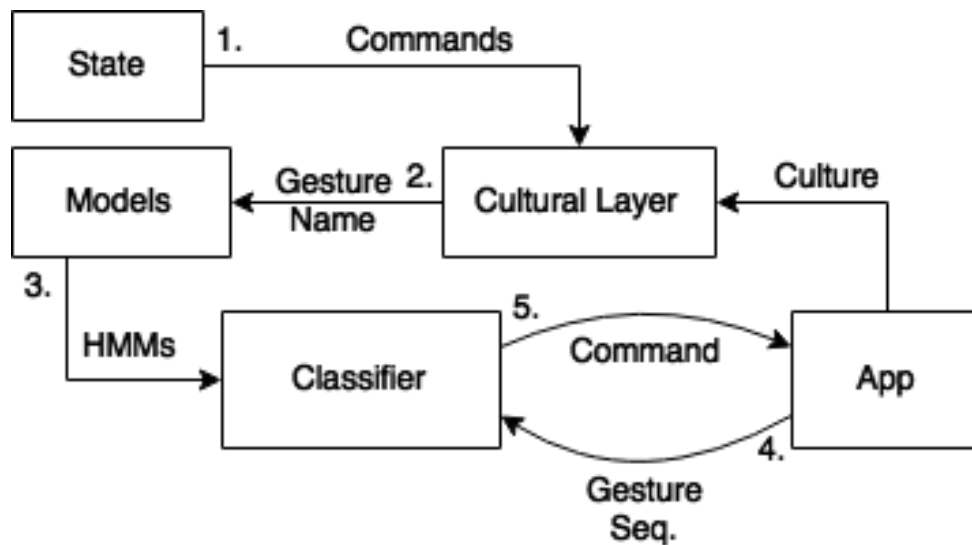 State
1.
Commands
Models
Gesture
Name
2.
Cultural Layer
Culture
3.
HMMs
Classifier
5.
Command
App
4.
Gesture
Seq.